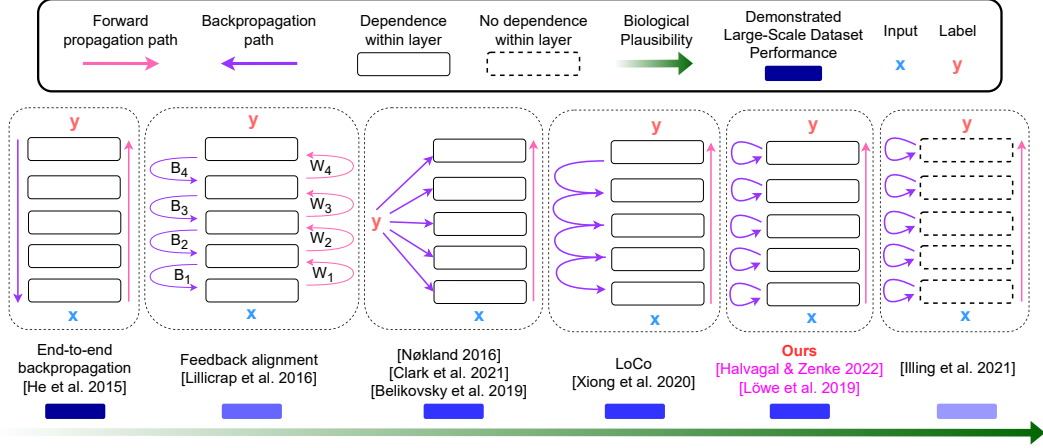 Forward
propagation path
Backpropagation
path
Dependence
within layer
No dependence
within layer
Biological
Plausibility
Demonstrated
Large-Scale Dataset
Performance
Input
x
Label
y
y
x
End-to-end
backpropagation
[He et al. 2015]
y
B4
B3
B2
B1
W4
W3
W2
W1
x
Feedback alignment
[Lillicrap et al. 2016]
y
x
[Nøkland 2016]
[Clark et al. 2021]
[Belikovsky et al. 2019]
y
x
LoCo
[Xiong et al. 2020]
y
x
Ours
[Halvagal & Zenke 2022]
[Löwe et al. 2019]
y
x
[Illing et al. 2021]